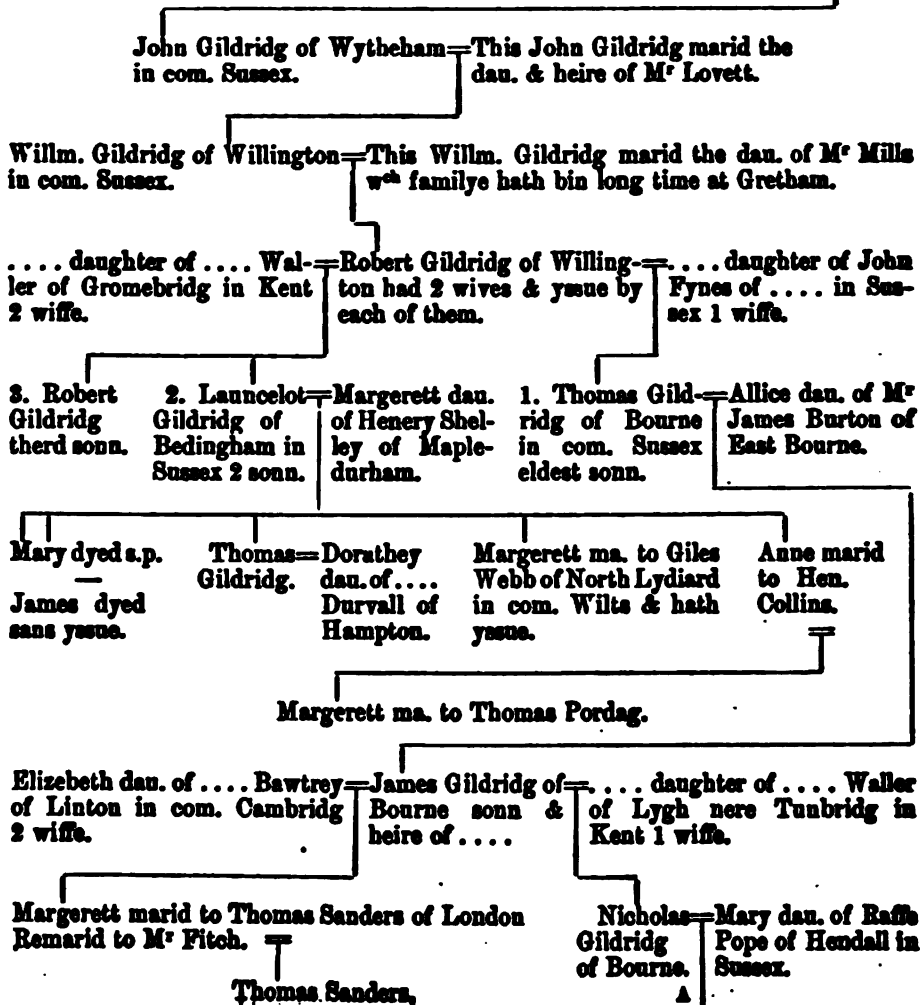 John Gildridg of Wytheham=This John Gildridg marid the
in com. Sussex. dau. & heire of Mr Lovett.
Willm. Gildridg of Willington=This Willm. Gildridg marid the dau. of Mr Mills
in com. Sussex. wch familye hath bin long time at Gretham.
.... daughter of .... Wal-=Robert Gildridg of Willing-=.... daughter of John
ler of Gromebridg in Kent ton had 2 wives & yssue by Fynes of .... in Sus-
2 wiffe. each of them. sex 1 wiffe.
3. Robert 2. Launcelot=Margerett dau. 1. Thomas Gild-=Allice dau. of Mr
Gildridg Gildridg of of Henery Shel- ridg of Bourne James Burton of
therd sonn. Bedingham in ley of Maple- in com. Sussex East Bourne.
Sussex 2 sonn. durham. eldest sonn.
Mary dyed s.p. Thomas=Dorathey Margerett ma. to Giles Anne marid
— Gildridg. dau. of .... Webb of North Lydiard to Hen.
James dyed Durvall of in com. Wilts & hath Collins.
sans yssue. Hampton. yssue. =
Margerett ma. to Thomas Pordag.
Elizebeth dau. of .... Bawtrey=James Gildridg of=.... daughter of .... Waller
of Linton in com. Cambridg Bourne sonn & of Lygh nere Tunbridg in
2 wiffe. heire of .... Kent 1 wiffe.
Margerett marid to Thomas Sanders of London Nicholas=Mary dau. of Raffe
Remarid to Mr Fitch. = Gildridg Pope of Hendall in
of Bourne. Sussex.
Thomas Sanders, A